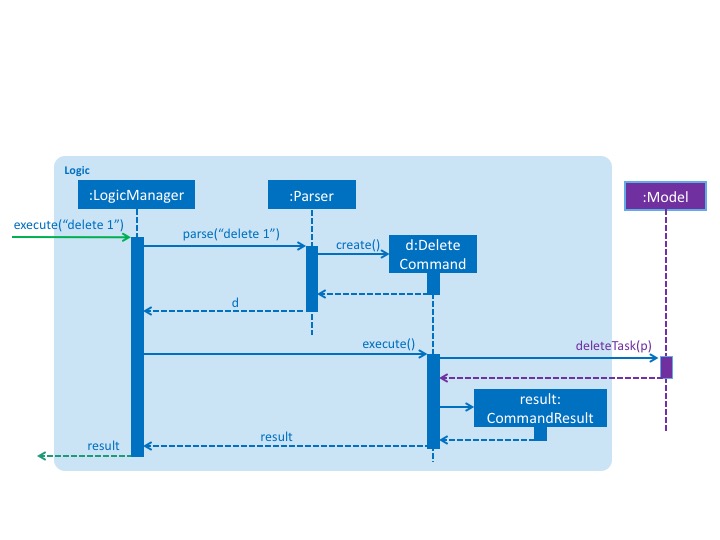 Logic
:LogicManager
:Parser
:Model
execute(“delete 1”)
parse(“delete 1”)
create()
d:Delete
Command
d
execute()
deleteTask(p)
result:
CommandResult
result
result